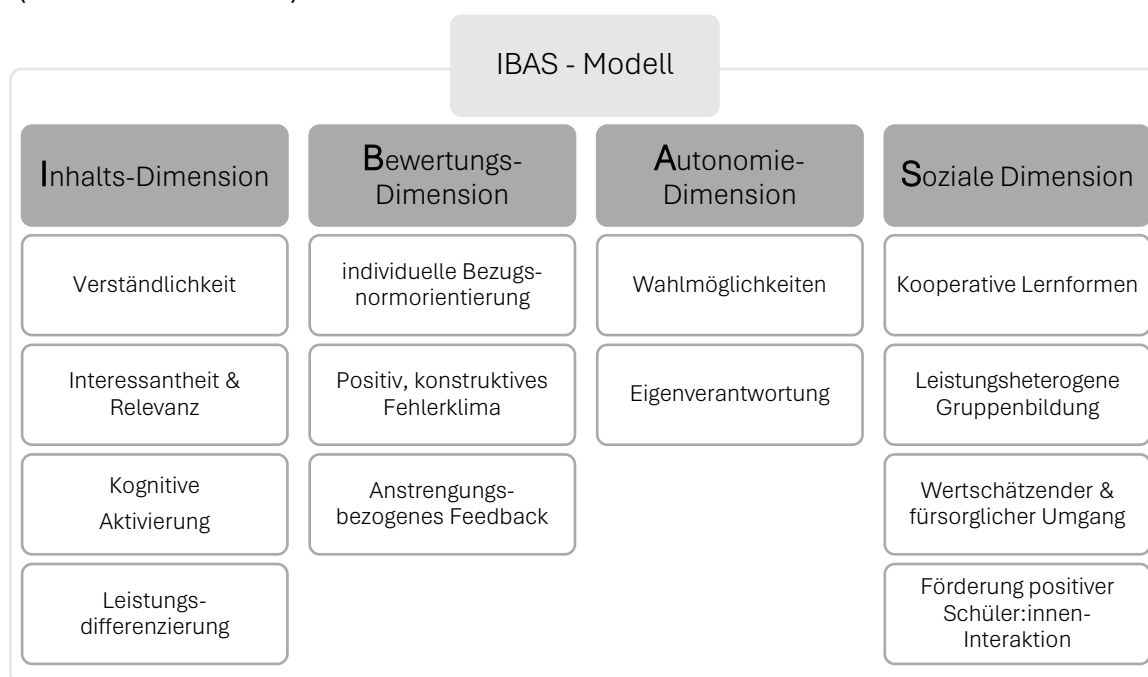 IBAS - Modell
Inhalts-Dimension
Verständlichkeit
Interessantheit &
Relevanz
Kognitive
Aktivierung
Leistungs-
differenzierung
Bewertungs-
Dimension
individuelle Bezugs-
normorientierung
Positiv, konstruktives
Fehlerklima
Anstrengungs-
bezogenes Feedback
Autonomie-
Dimension
Wahlmöglichkeiten
Eigenverantwortung
Soziale Dimension
Kooperative Lernformen
Leistungsheterogene
Gruppenbildung
Wertschätzender &
fürsorglicher Umgang
Förderung positiver
Schüler:innen-
Interaktion